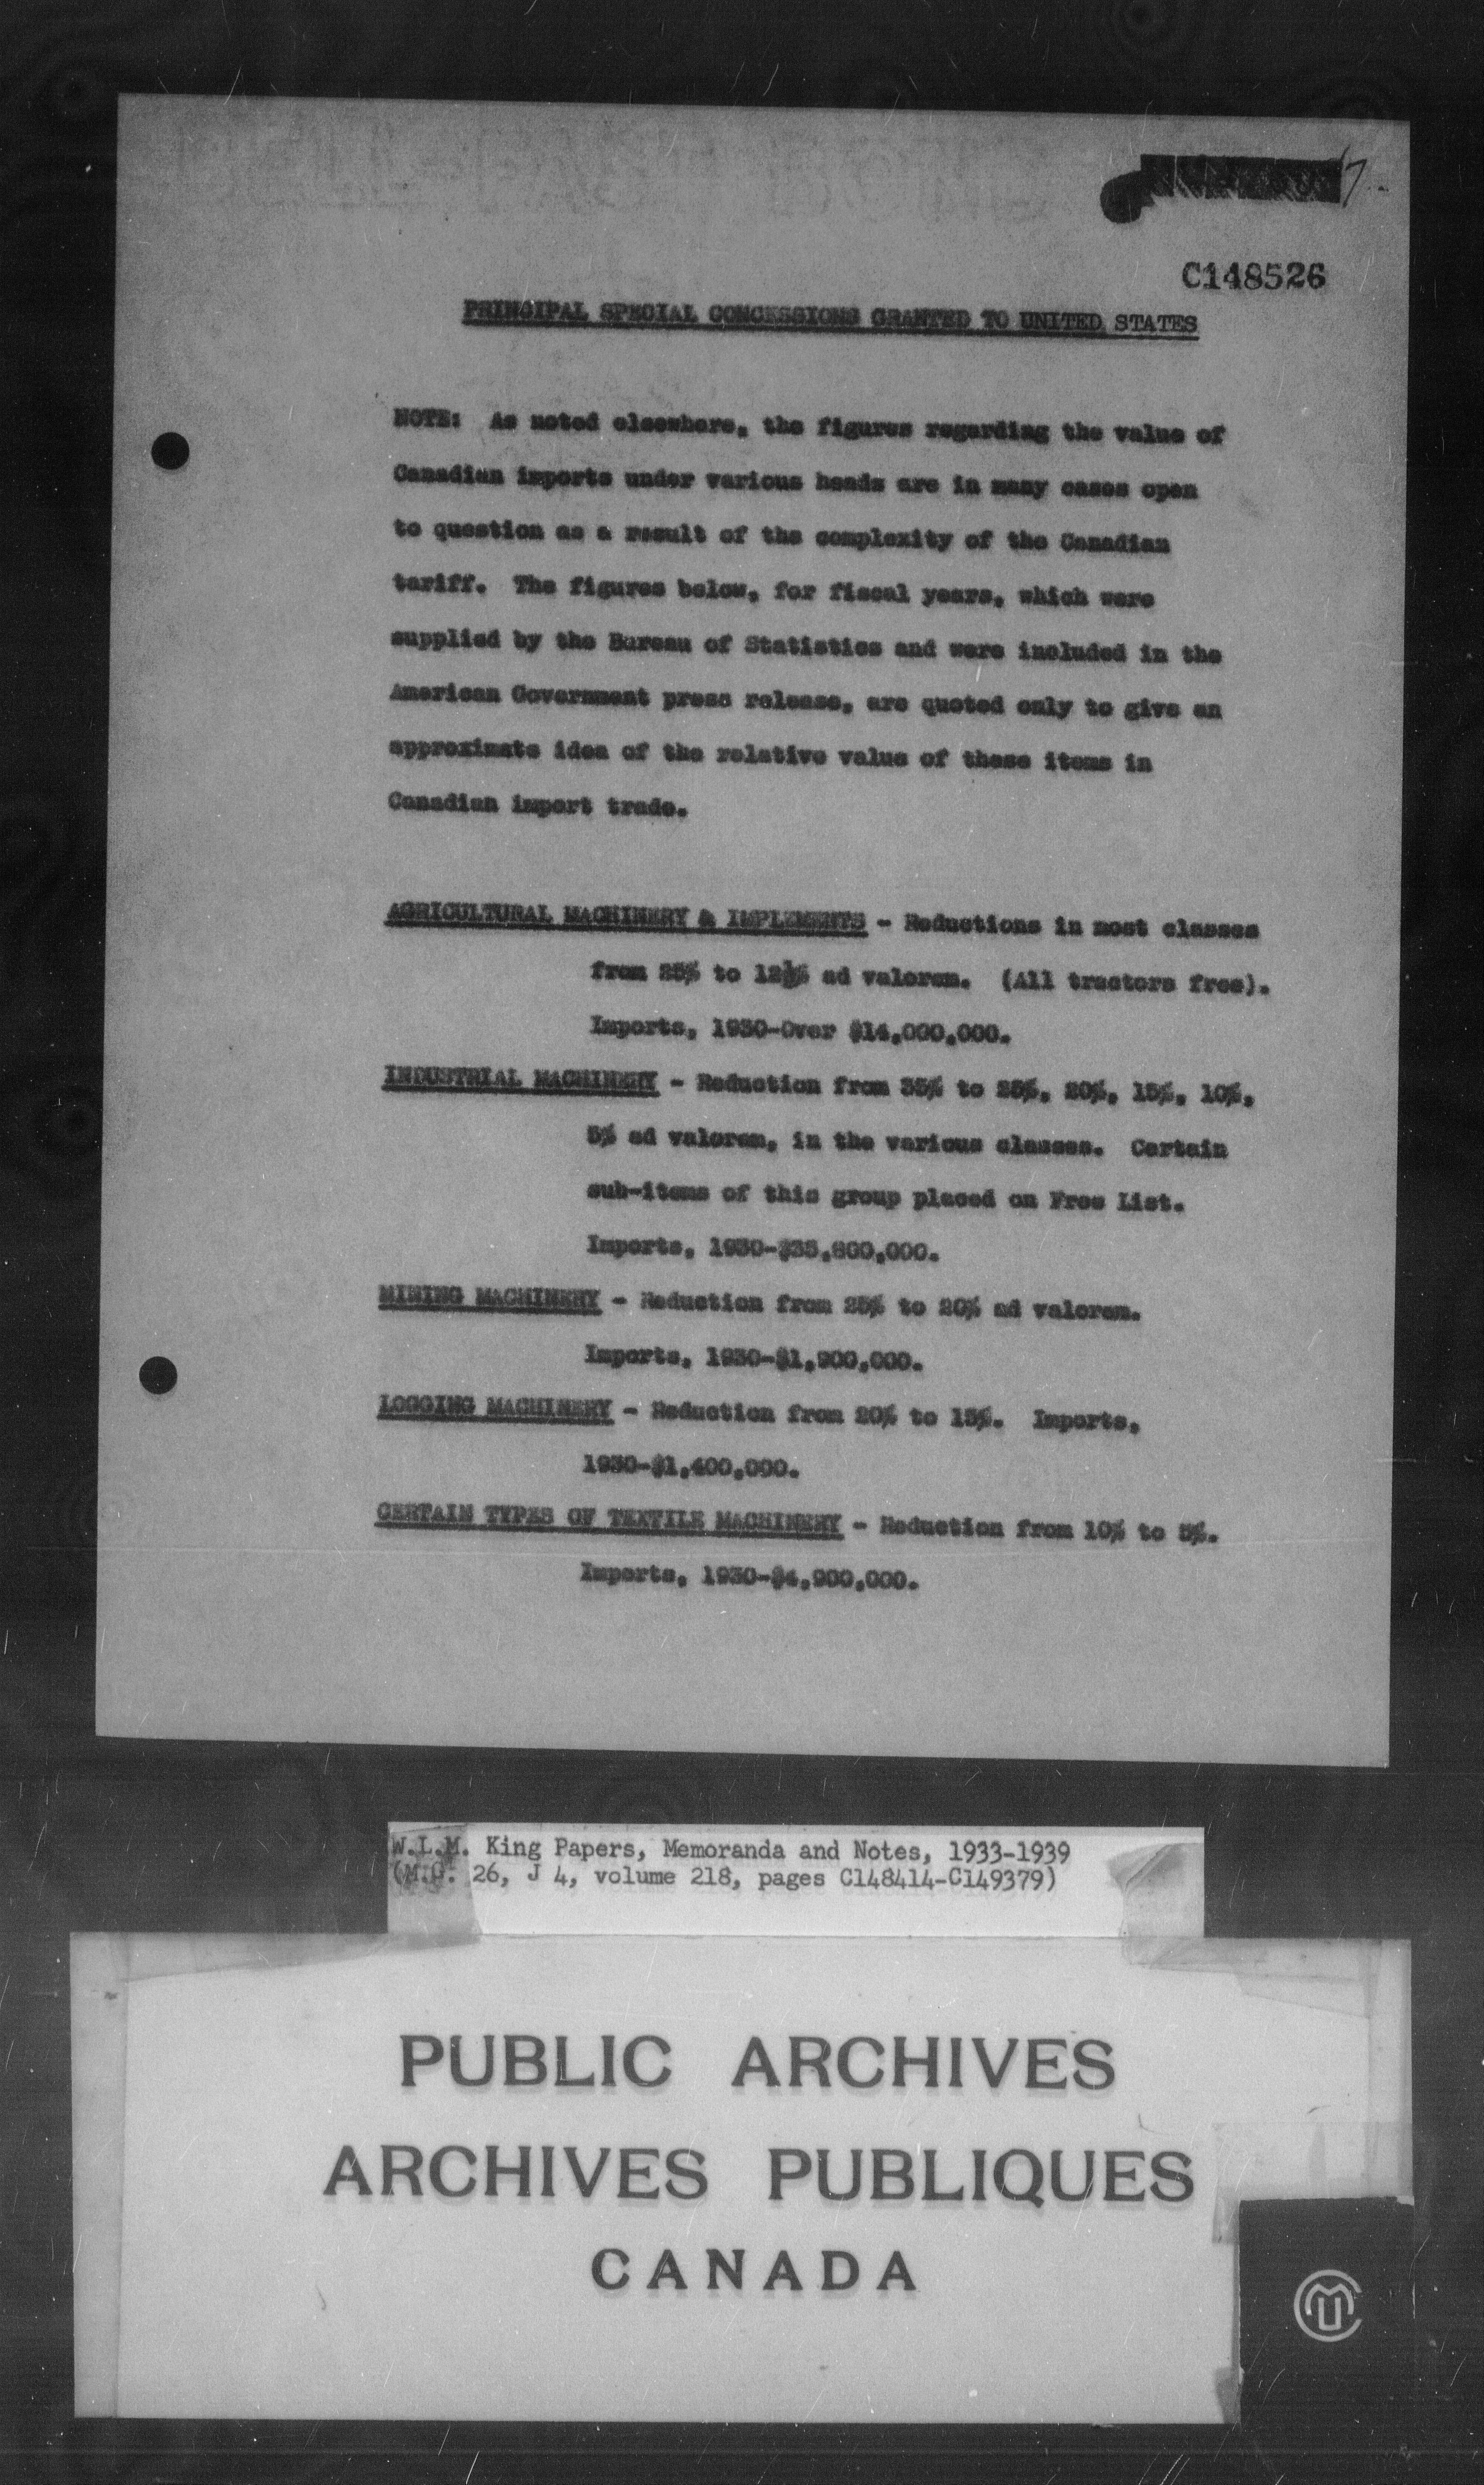 7
C148526
PRINCIPAL SPECIAL CONCESSIONS GRANTED TO UNITED STATES
NOTE: As noted elsewhere, the figures regarding the value of
Canadian imports under various heads are in many cases open
to question as a result of the complexity of the Canadian
tariff. The figures below, for fiscal years, which were
supplied by the Bureau of Statistics and were included in the
American Government press release, are quoted only to give an
approximate idea of the relative value of these items in
Canadian import trade.
AGRICULTURAL MACHINERY & IMPLEMENTS - Reductions in most classes
from 25% to 12½% ad valorem. (All tractors free).
Imports, 1930-Over $14,000,000.
INDUSTRIAL MACHINERY - Reduction from 35% to 25%, 20%, 15%, 10%,
5% ad valorem, in the various classes. Certain
sub-items of this group placed on Free List.
Imports, 1930-
MINING MACHINERY - Reduction from 25% to 20% ad valorem.
Imports, 1930-$1,900,000.
LOGGING MACHINERY - Reduction from 20% to 15%. Imports,
1930-$1,400,000.
CERTAIN TYPES OF TEXTILE MACHINERY - Reduction from 10% to 5%.
Imports, 1930-$4,900,000.
W.L.M. King Papers, Memoranda and Notes, 1933-1939
(M.G. 26, J 4, volume 218, pages C148414-C149379)
PUBLIC ARCHIVES
ARCHIVES PUBLIQUES
CANADA